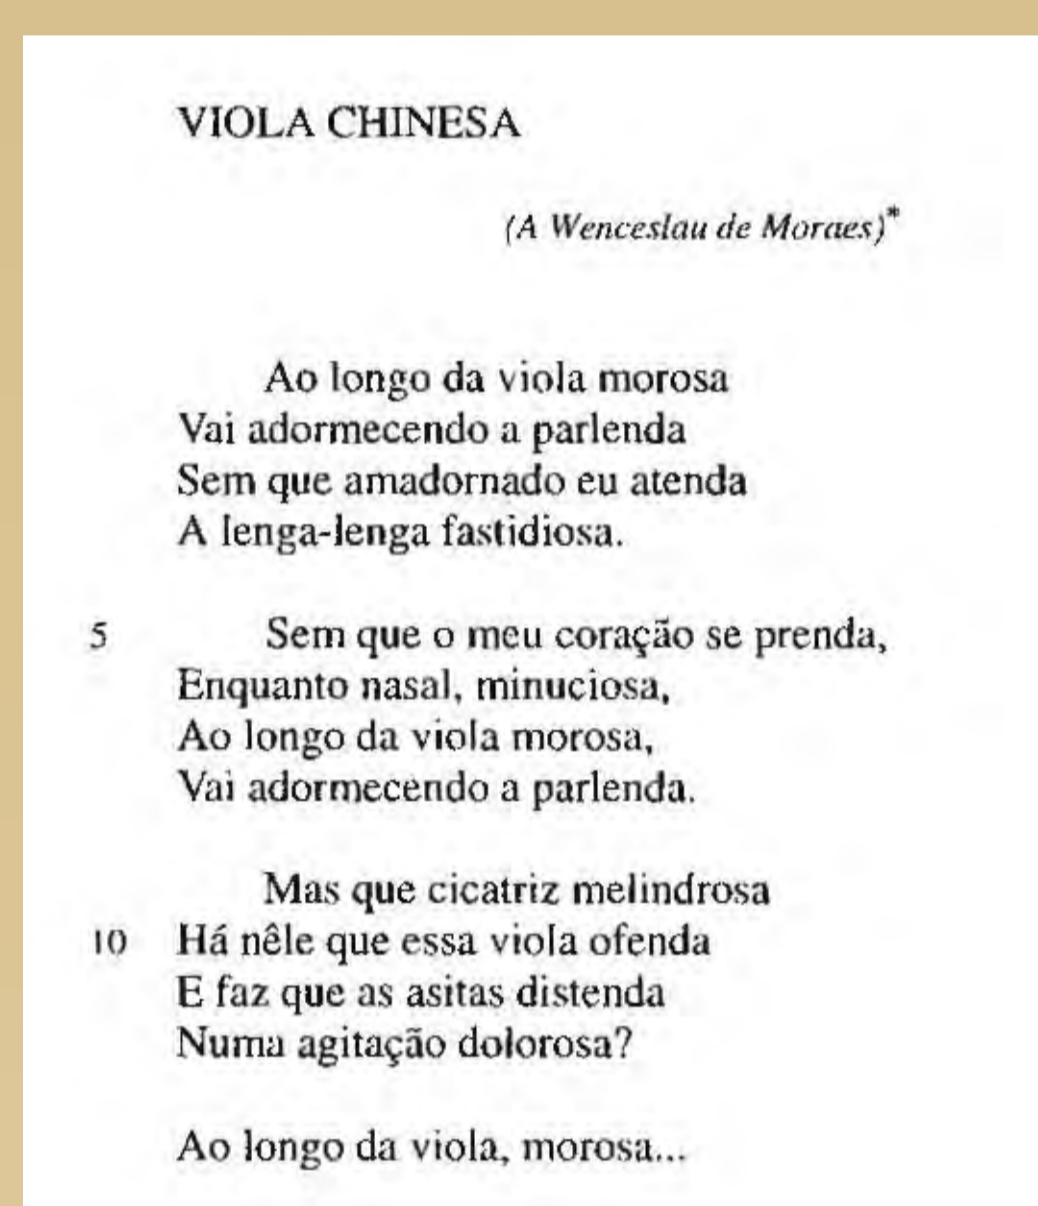 VIOLA CHINESA
(A Wenceslau de Moraes)*
Ao longo da viola morosa
Vai adormecendo a parlenda
Sem que amadornado eu atenda
A lenga-lenga fastidiosa.
5 Sem que o meu coração se prenda,
Enquanto nasal, minuciosa,
Ao longo da viola morosa,
Vai adormecendo a parlenda.
Mas que cicatriz melindrosa
10 Há nêle que essa viola ofenda
E faz que as asitas distenda
Numa agitação dolorosa?
Ao longo da viola, morosa...